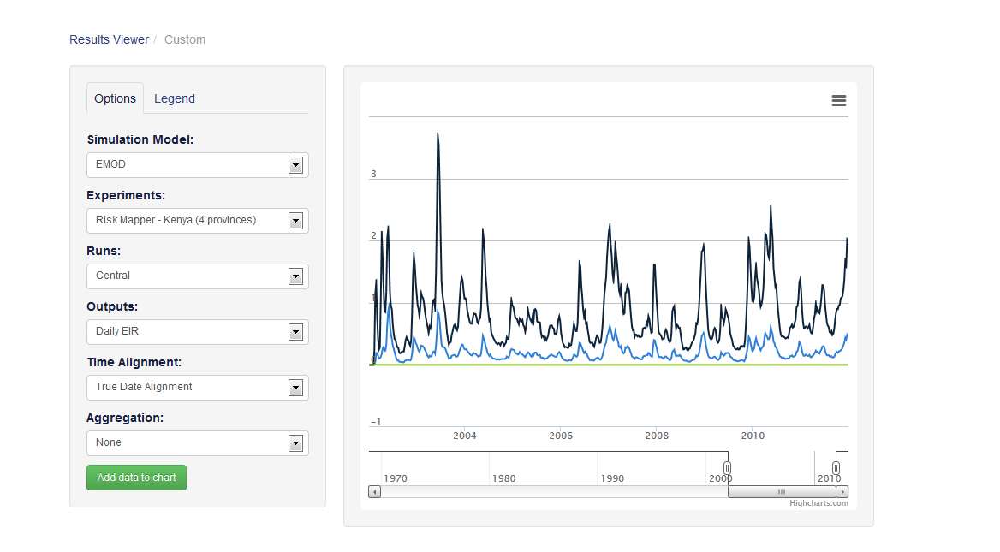 Results Viewer / Custom
Options Legend
Simulation Model:
EMOD
Experiments:
Risk Mapper - Kenya (4 provinces)
Runs:
Central
Outputs:
Daily EIR
Time Alignment:
True Date Alignment
Aggregation:
None
Add data to chart
3
2
1
0
-1
2004 2006 2008 2010
1970 1980 1990 2000 2010
Highcharts.com